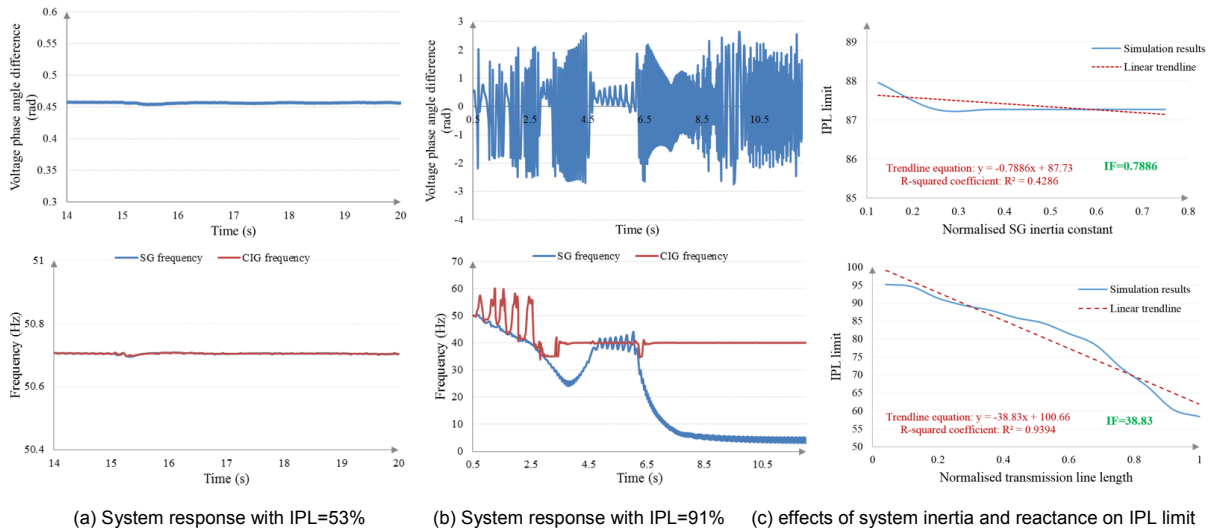 Voltage phase angle difference
(rad)
0.6
0.55
0.5
0.45
0.4
0.35
0.3
14
15
16
17
18
19
20
Time (s)
Voltage phase angle difference
(rad)
3
2
1
0
-1
-2
-3
-4
0.5
2.5
4.5
6.5
8.5
10.5
Time (s)
IPL limit
89
88
87
86
85
Simulation results
Linear trendline
Trendline equation: y = -0.7886x + 87.73
R-squared coefficient: R² = 0.4286
IF=0.7886
0.1
0.2
0.3
0.4
0.5
0.6
0.7
0.8
Normalised SG inertia constant
SG frequency
CIG frequency
Frequency (Hz)
51
50.8
50.6
50.4
14
15
16
17
18
19
20
Time (s)
SG frequency
CIG frequency
Frequency (Hz)
70
60
50
40
30
20
10
0
0.5
2.5
4.5
6.5
8.5
10.5
Time (s)
IPL limit
100
95
90
85
80
75
70
65
60
55
50
Simulation results
Linear trendline
Trendline equation: y = -38.83x + 100.66
R-squared coefficient: R² = 0.9394
IF=38.83
0
0.2
0.4
0.6
0.8
1
Normalised transmission line length
(a) System response with IPL=53%
(b) System response with IPL=91%
(c) effects of system inertia and reactance on IPL limit